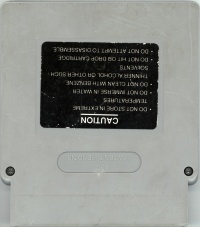 CAUTION
• DO NOT STORE IN EXTREME
TEMPERATURES
• DO NOT IMMERSE IN WATER
• DO NOT CLEAN WITH BENZENE
THINNER ALCOHOL OR OTHER SUCH
SOLVENTS
• DO NOT HIT OR DROP CARTRIDGE
• DO NOT ATTEMPT TO DISASSEMBLE